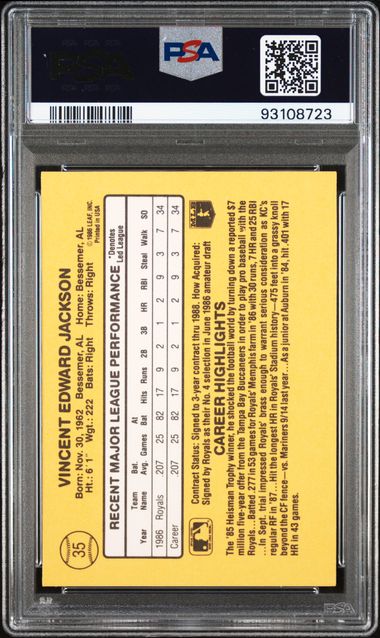 PSA
PSA
93108723
35
VINCENT EDWARD JACKSON
Born: Nov. 30, 1962 Bessemer, AL Home: Bessemer, AL
Ht.: 6' 1" Wgt.: 222 Bats: Right Throws: Right
© 1986 LEAF, INC.
Printed in USA
RECENT MAJOR LEAGUE PERFORMANCE
*Denotes
Led League
Year Team Name Bat. Avg. Games At Bat Hits Runs 2B 3B HR RBI Steal Walk SO
1986 Royals .207 25 82 17 9 2 1 2 9 3 7 34
Career .207 25 82 17 9 2 1 2 9 3 7 34
Contract Status: Signed to 3-year contract thru 1988. How Acquired:
Signed by Royals as their No. 4 selection in June 1986 amateur draft
MLB
CAREER HIGHLIGHTS
The '85 Heisman Trophy winner, he shocked the football world by turning down a reported $7
million five-year offer from the Tampa Bay Buccaneers in order to play pro baseball with the
Royals...Batted .277 in 53 games for Royals' Memphis farm in '86 with 30 runs, 7 HR and 25 RBI
...In Sept. trial impressed Royals' brass enough to warrant serious consideration as KC's
regular RF in '87...Hit the longest HR in Royals Stadium history—475 feet into a grassy knoll
beyond the CF fence—vs. Mariners 9/14 last year...As a junior at Auburn in '84, hit .401 with 17
HR in 43 games.